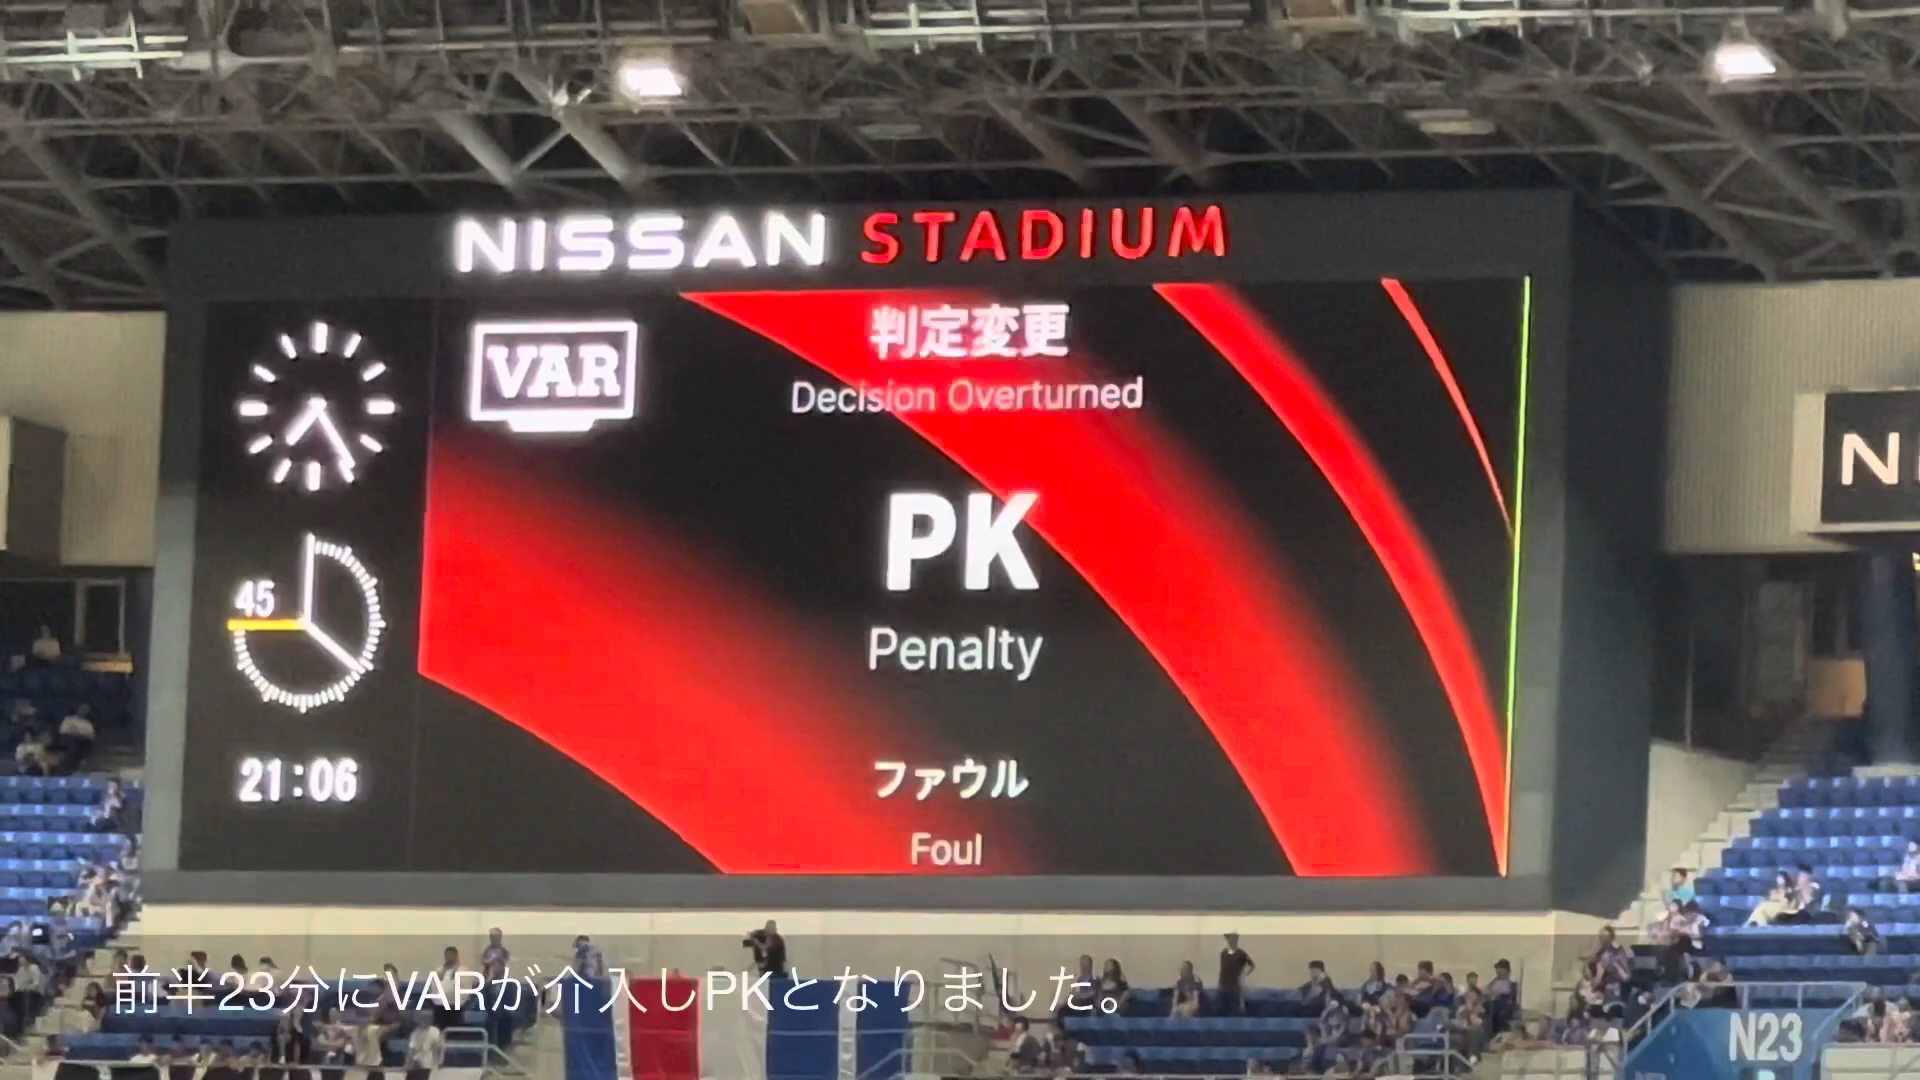 NISSAN STADIUM
VAR
判定変更
Decision Overturned
PK
Penalty
45
21:06
ファウル
Foul
N
前半23分にVARが介入しPKとなりました。
N23